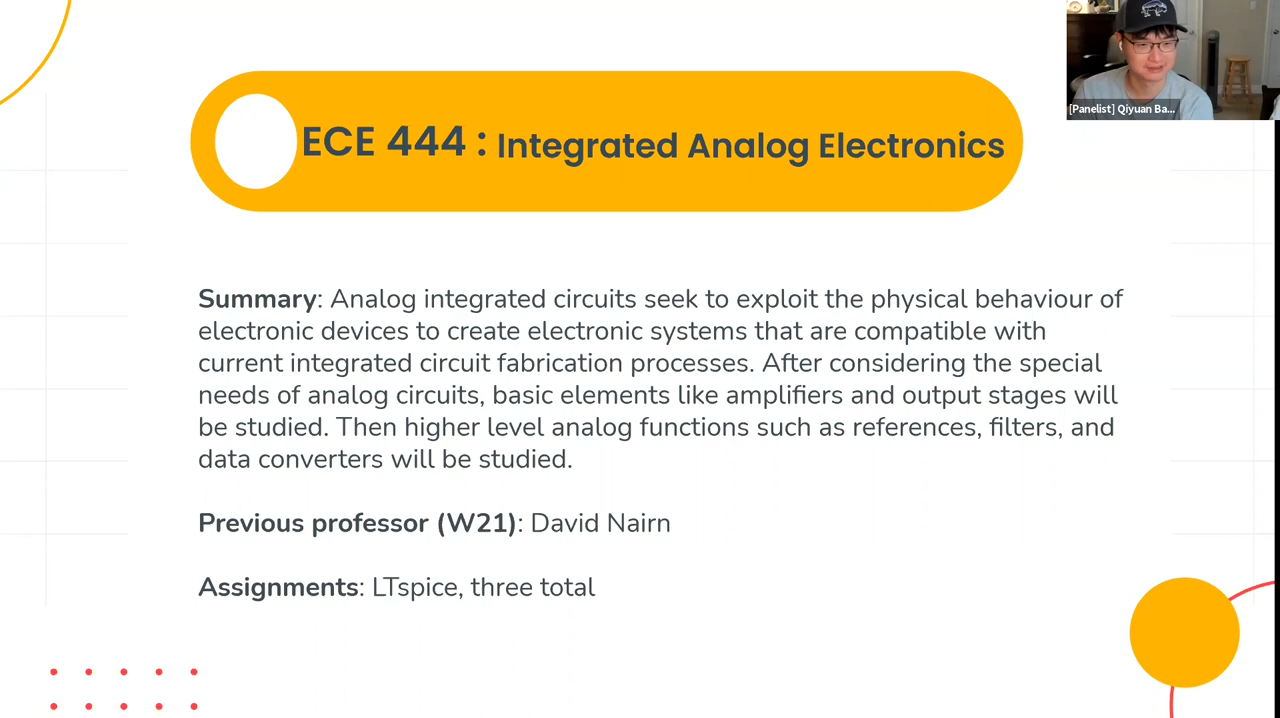 [Panelist] Qiyuan Ba...
ECE 444 : Integrated Analog Electronics
Summary: Analog integrated circuits seek to exploit the physical behaviour of
electronic devices to create electronic systems that are compatible with
current integrated circuit fabrication processes. After considering the special
needs of analog circuits, basic elements like amplifiers and output stages will
be studied. Then higher level analog functions such as references, filters, and
data converters will be studied.
Previous professor (W21): David Nairn
Assignments: LTspice, three total